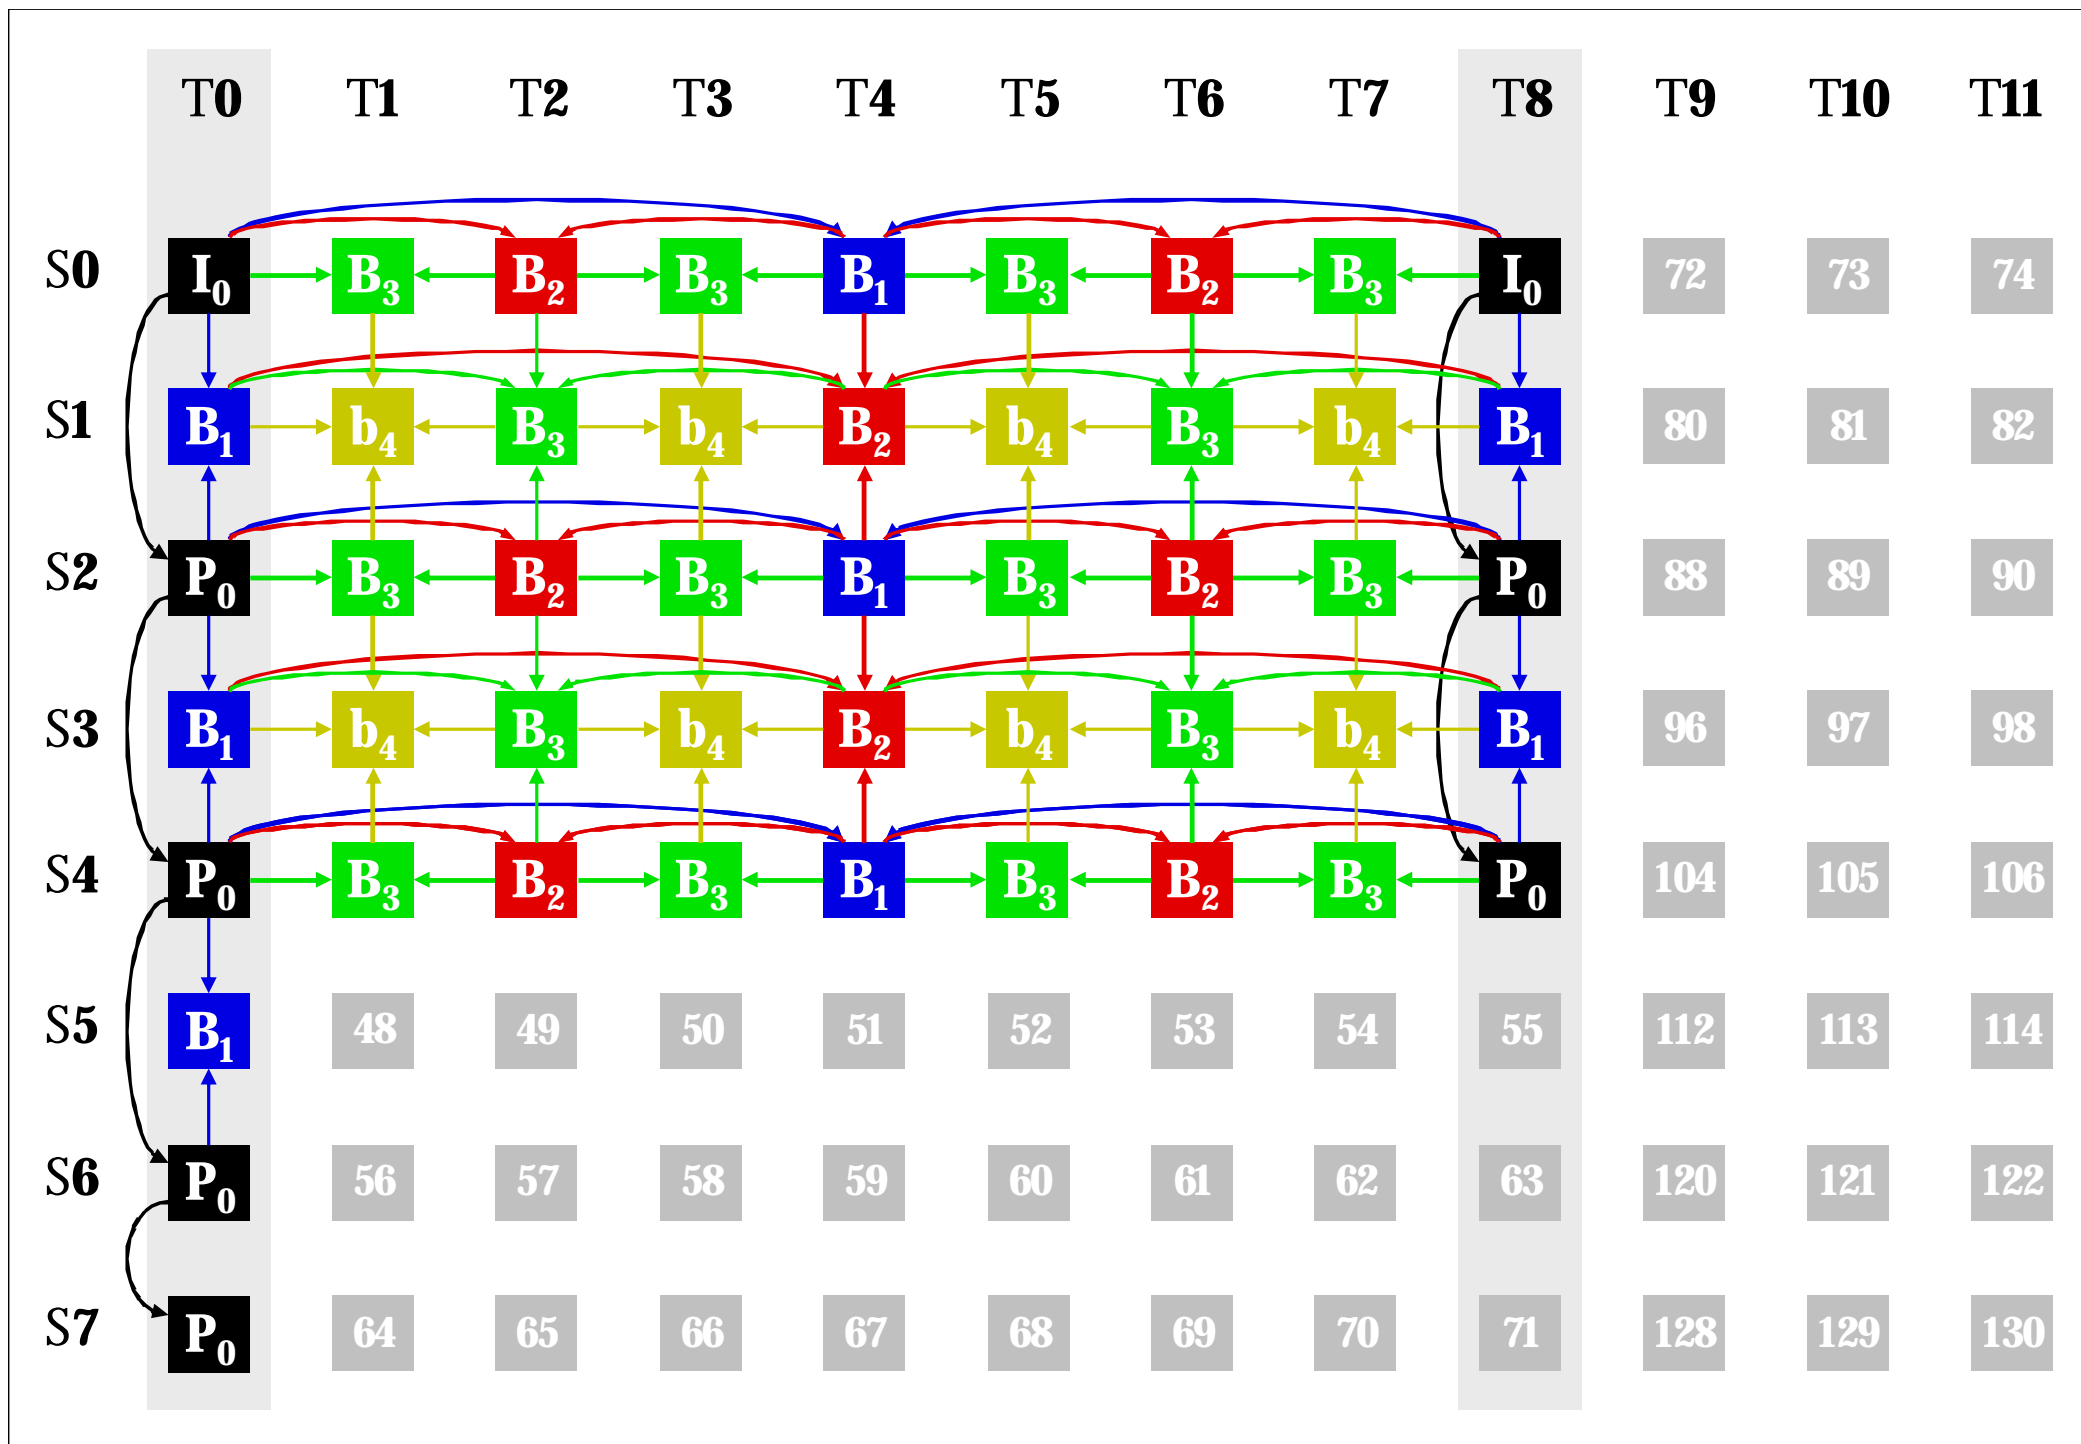 T0 T1 T2 T3 T4 T5 T6 T7 T8 T9 T10 T11
S0 I0 B3 B2 B3 B1 B3 B2 B3 I0 72 73 74
S1 B1 b4 B3 b4 B2 b4 B3 b4 B1 80 81 82
S2 P0 B3 B2 B3 B1 B3 B2 B3 P0 88 89 90
S3 B1 b4 B3 b4 B2 b4 B3 b4 B1 96 97 98
S4 P0 B3 B2 B3 B1 B3 B2 B3 P0 104 105 106
S5 B1 48 49 50 51 52 53 54 55 112 113 114
S6 P0 56 57 58 59 60 61 62 63 120 121 122
S7 P0 64 65 66 67 68 69 70 71 128 129 130